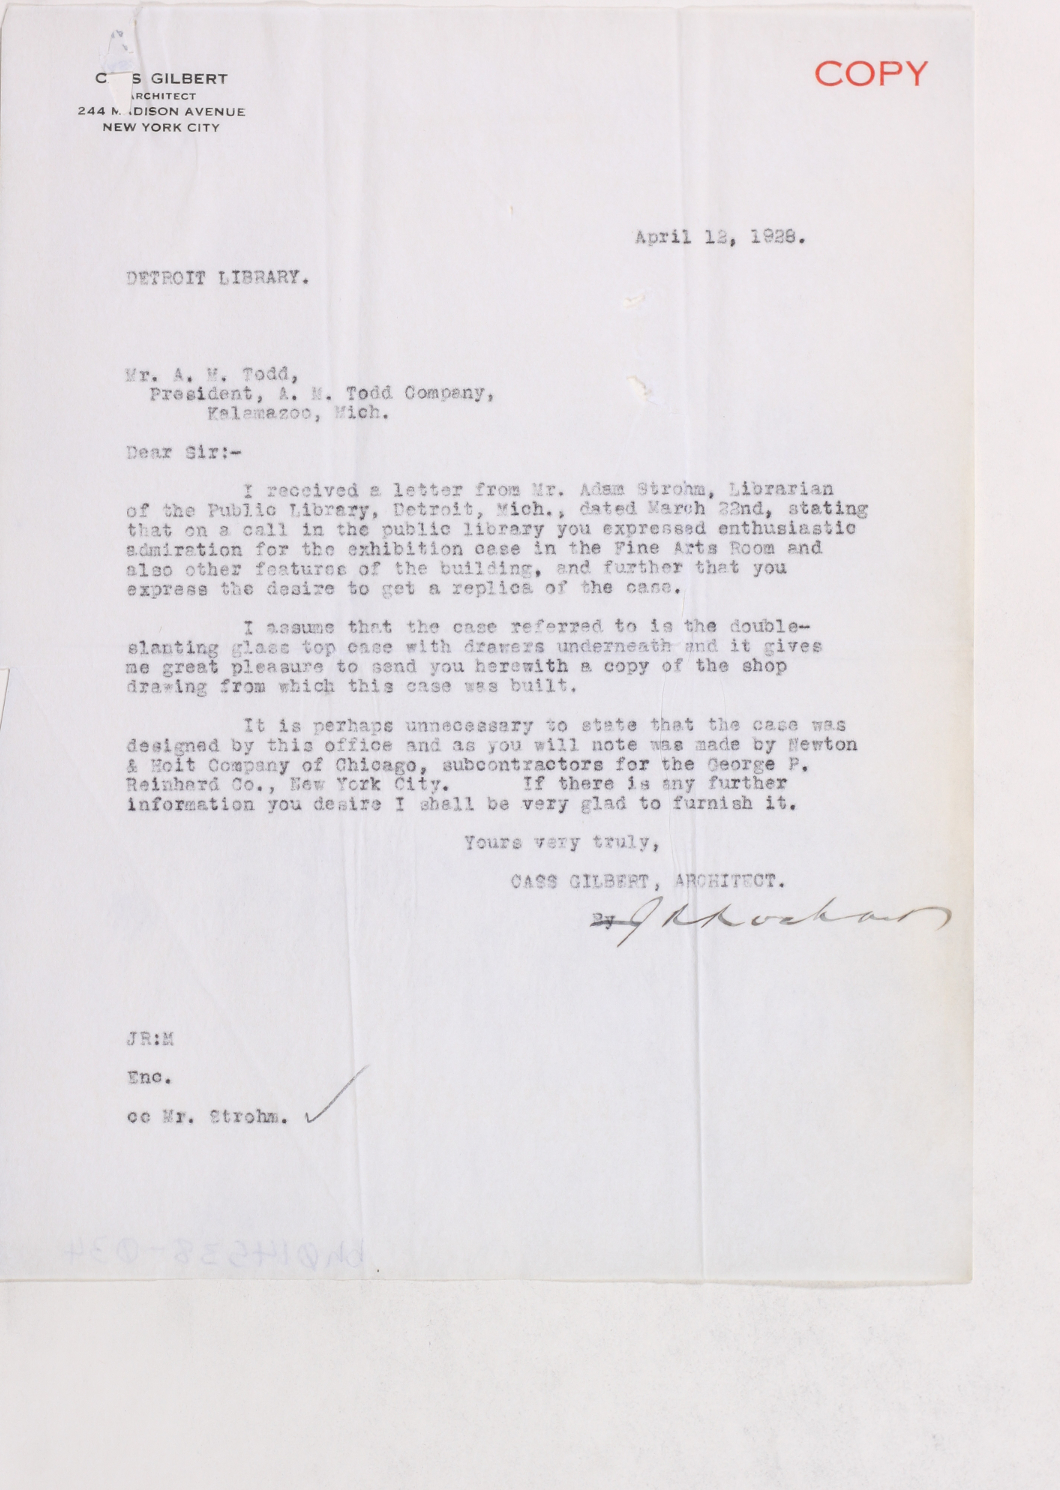 CASS GILBERT
ARCHITECT
244 MADISON AVENUE
NEW YORK CITY
COPY
April 12, 1928.
DETROIT LIBRARY.
Mr. A. M. Todd,
President, A. M. Todd Company,
Kalamazoo, Mich.
Dear Sir:-
I received a letter from Mr. Adam Strohm, Librarian
of the Public Library, Detroit, Mich., dated March 22nd, stating
that on a call in the public library you expressed enthusiastic
admiration for the exhibition case in the Fine Arts Room and
also other features of the building, and further that you
express the desire to get a replica of the case.
I assume that the case referred to is the double-
slanting glass top case with drawers underneath and it gives
me great pleasure to send you herewith a copy of the shop
drawing from which this case was built.
It is perhaps unnecessary to state that the case was
designed by this office and as you will note was made by Newton
& Hoit Company of Chicago, subcontractors for the George P.
Reinhard Co., New York City. If there is any further
information you desire I shall be very glad to furnish it.
Yours very truly,
CASS GILBERT, ARCHITECT.
By
JR:M
Enc.
cc Mr. Strohm.